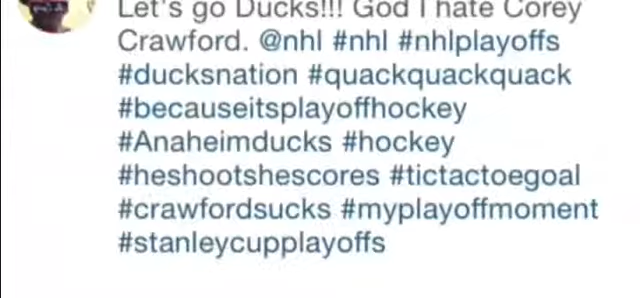 Let's go Ducks!!! God I hate Corey
Crawford. @nhl #nhl #nhlplayoffs
#ducksnation #quackquackquack
#becauseitsplayoffhockey
#Anaheimducks #hockey
#heshootshescores #tictactoegoal
#crawfordsucks #myplayoffmoment
#stanleycupplayoffs